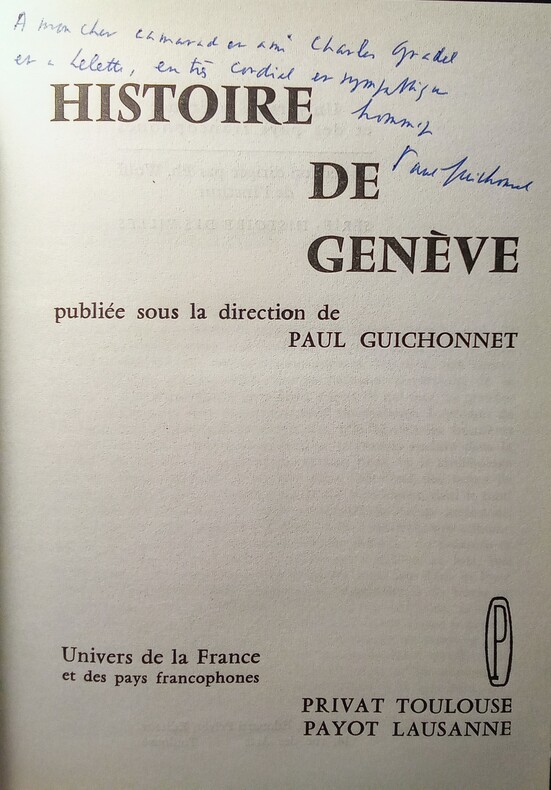 A mon cher camarade et ami Charles Gradel
et a Lelette, en très cordial et sympathique
hommage
Paul Guichonnet
HISTOIRE
DE
GENÈVE
publiée sous la direction de
PAUL GUICHONNET
Univers de la France
et des pays francophones
P
PRIVAT TOULOUSE
PAYOT LAUSANNE